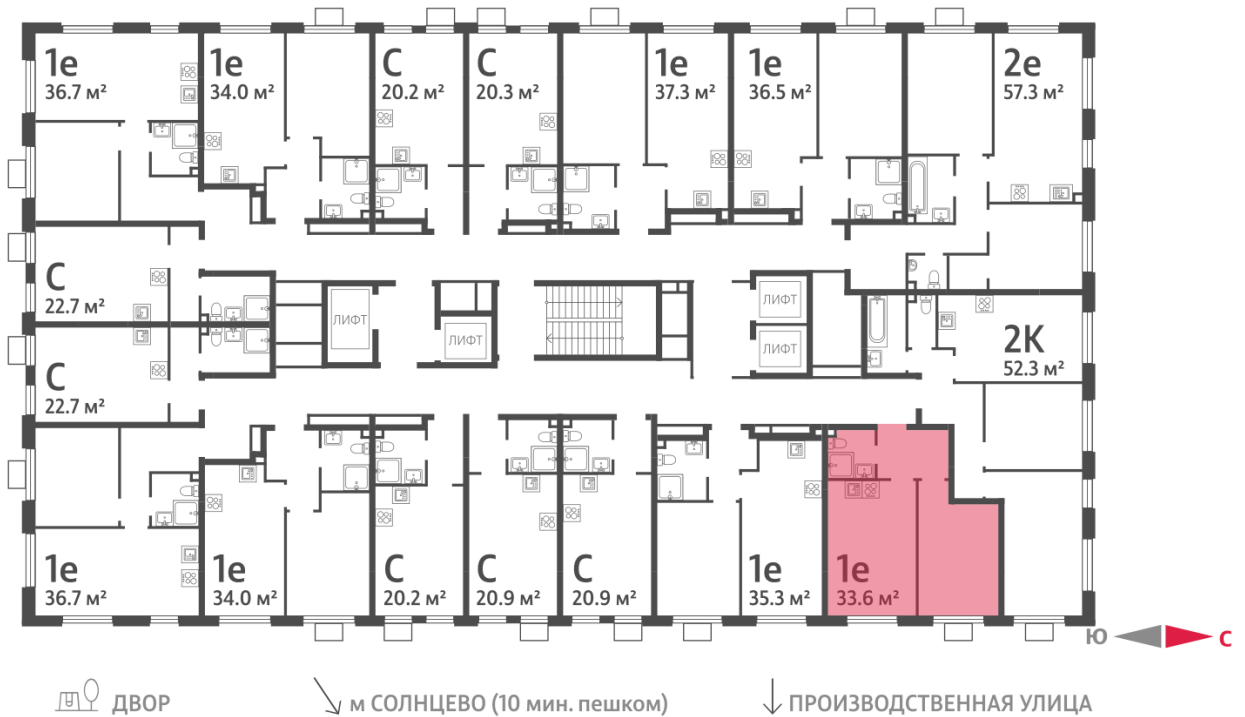 1е
36.7 м²
1е
34.0 м²
С
20.2 м²
С
20.3 м²
1е
37.3 м²
1е
36.5 м²
2е
57.3 м²
С
22.7 м²
ЛИФТ
ЛИФТ
ЛИФТ
ЛИФТ
2К
52.3 м²
С
22.7 м²
1е
36.7 м²
1е
34.0 м²
С
20.2 м²
С
20.9 м²
С
20.9 м²
1е
35.3 м²
1е
33.6 м²
Ю С
ДВОР
м СОЛНЦЕВО (10 мин. пешком)
ПРОИЗВОДСТВЕННАЯ УЛИЦА